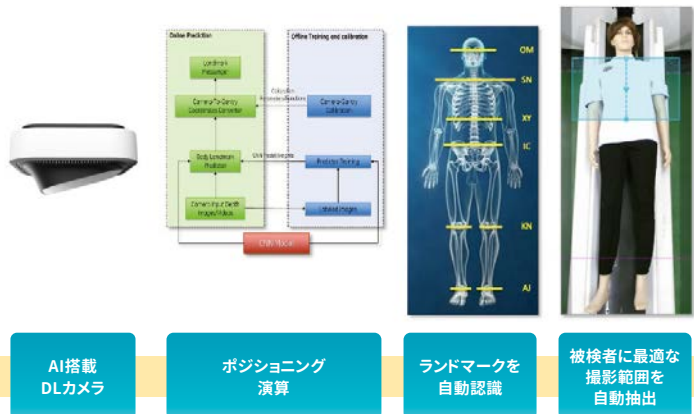 Online Prediction
Offline Training and calibration
Landmark
Camera-To-Gantry
Coordinates Converter
Camera-Gantry
Calibration
Body Landmark
Predictor
Predictor Training
Camera Input Depth
Images/Videos
Labeled Images
CNN Model
OM
SN
XY
IC
KN
AJ
AI搭載
DLカメラ
ポジショニング
演算
ランドマークを
自動認識
被検者に最適な
撮影範囲を
自動抽出